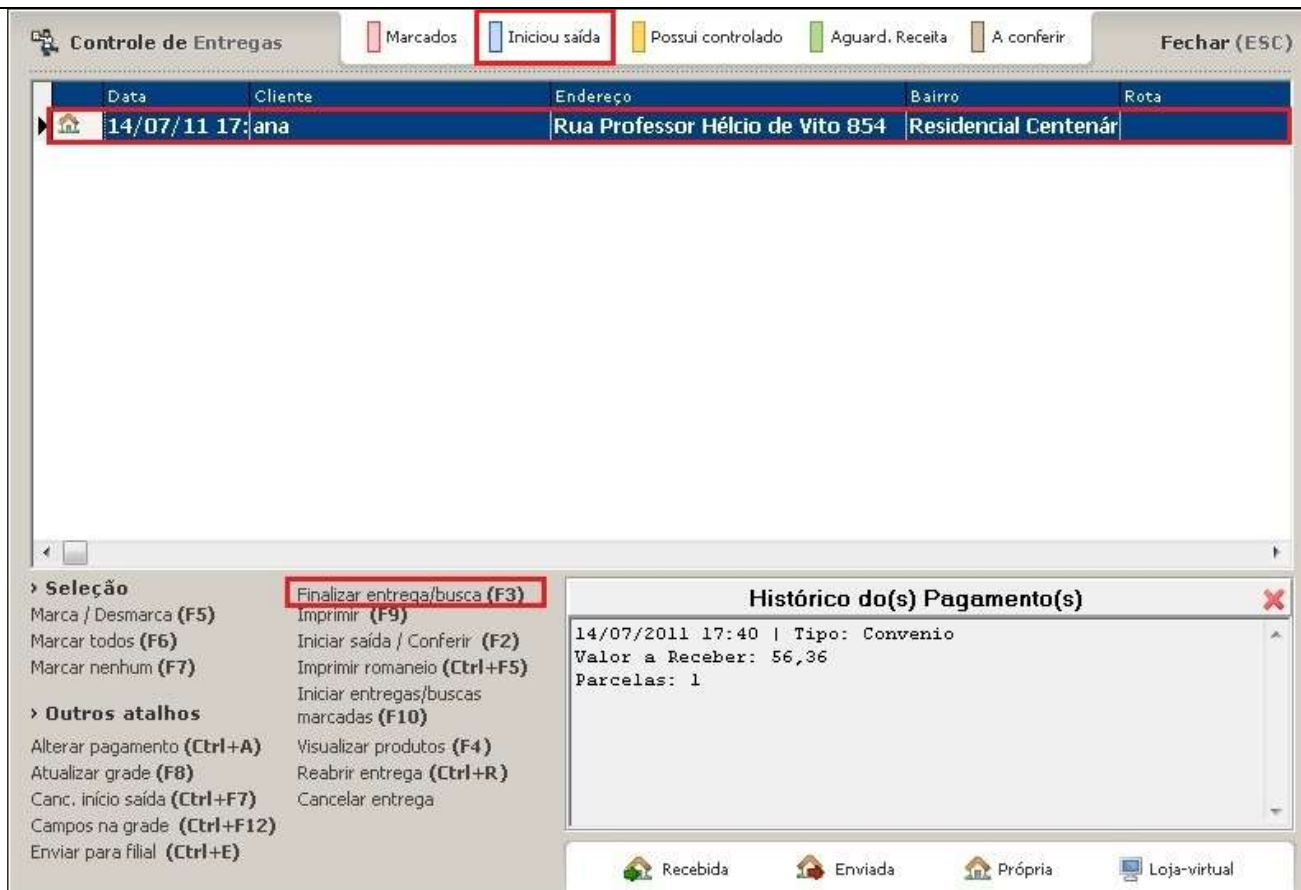 Controle de Entregas
Marcados
Iniciou saída
Possui controlado
Aguard. Receita
A conferir
Fechar (ESC)
Data Cliente Endereço Bairro Rota
14/07/11 17: ana Rua Professor Hélcio de Vito 854 Residencial Centenár
› Seleção
Marca / Desmarca (F5)
Marcar todos (F6)
Marcar nenhum (F7)
› Outros atalhos
Alterar pagamento (Ctrl+A)
Atualizar grade (F8)
Canc. início saída (Ctrl+F7)
Campos na grade (Ctrl+F12)
Enviar para filial (Ctrl+E)
Finalizar entrega/busca (F3)
Imprimir (F9)
Iniciar saída / Conferir (F2)
Imprimir romaneio (Ctrl+F5)
Iniciar entregas/buscas
marcadas (F10)
Visualizar produtos (F4)
Reabrir entrega (Ctrl+R)
Cancelar entrega
Histórico do(s) Pagamento(s)
14/07/2011 17:40 | Tipo: Convenio
Valor a Receber: 56,36
Parcelas: 1
Recebida
Enviada
Própria
Loja-virtual